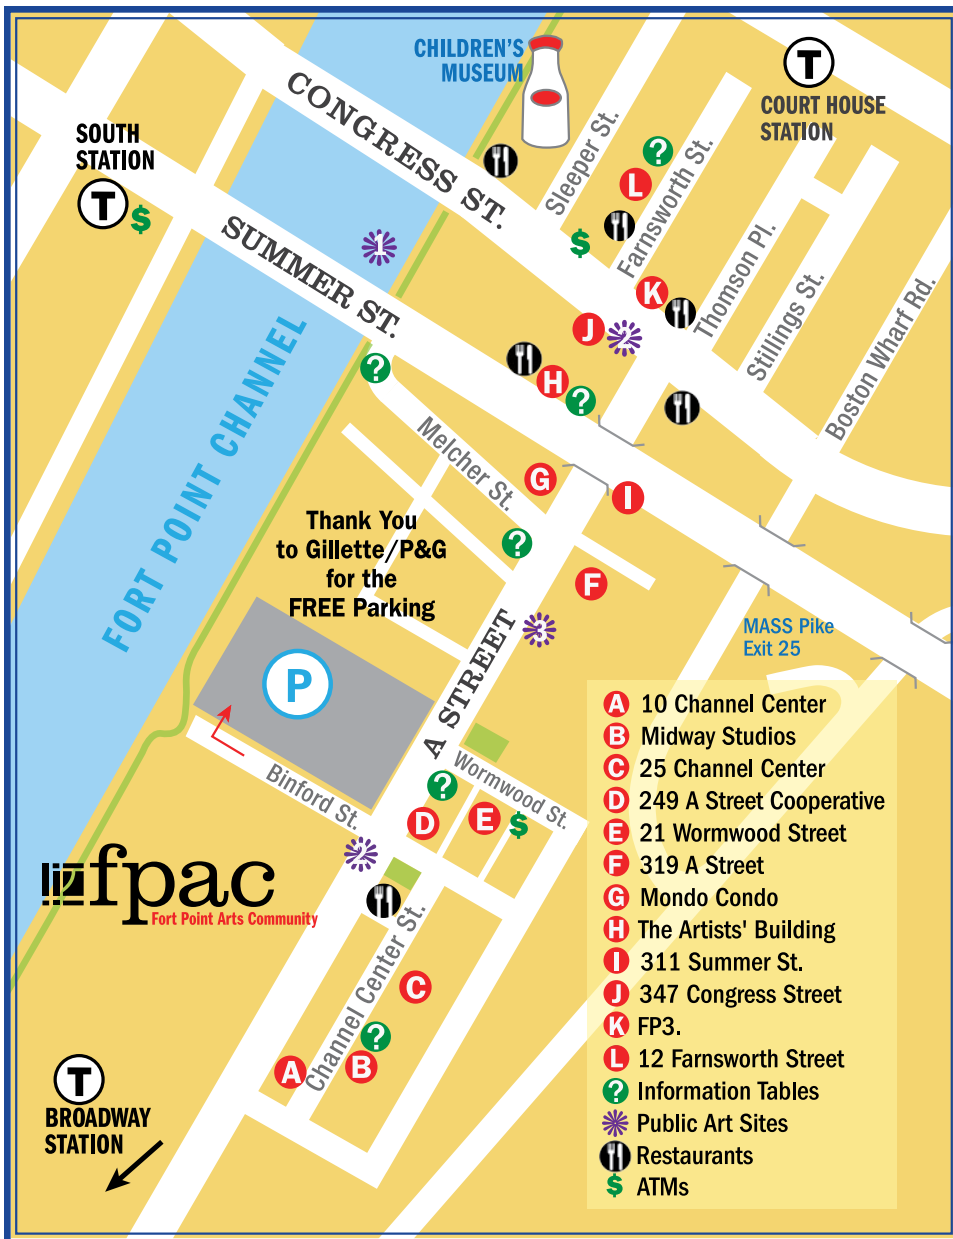 CHILDREN'S
MUSEUM
T
COURT HOUSE
STATION
SOUTH
STATION
T
$
CONGRESS ST.
SUMMER ST.
Sleeper St.
?
L
Farnsworth St.
$
1
K
Thomson Pl.
J
2
Stillings St.
Boston Wharf Rd.
?
H
?
FORT POINT CHANNEL
Melcher St.
G
I
?
F
Thank You
to Gillette/P&G
for the
FREE Parking
3
A STREET
MASS Pike
Exit 25
P
Binford St.
Wormwood St.
?
D
E
$
2
fpac
Fort Point Arts Community
Channel Center St.
C
?
A
B
T
BROADWAY
STATION
A 10 Channel Center
B Midway Studios
C 25 Channel Center
D 249 A Street Cooperative
E 21 Wormwood Street
F 319 A Street
G Mondo Condo
H The Artists' Building
I 311 Summer St.
J 347 Congress Street
K FP3.
L 12 Farnsworth Street
? Information Tables
Public Art Sites
Restaurants
$ ATMs